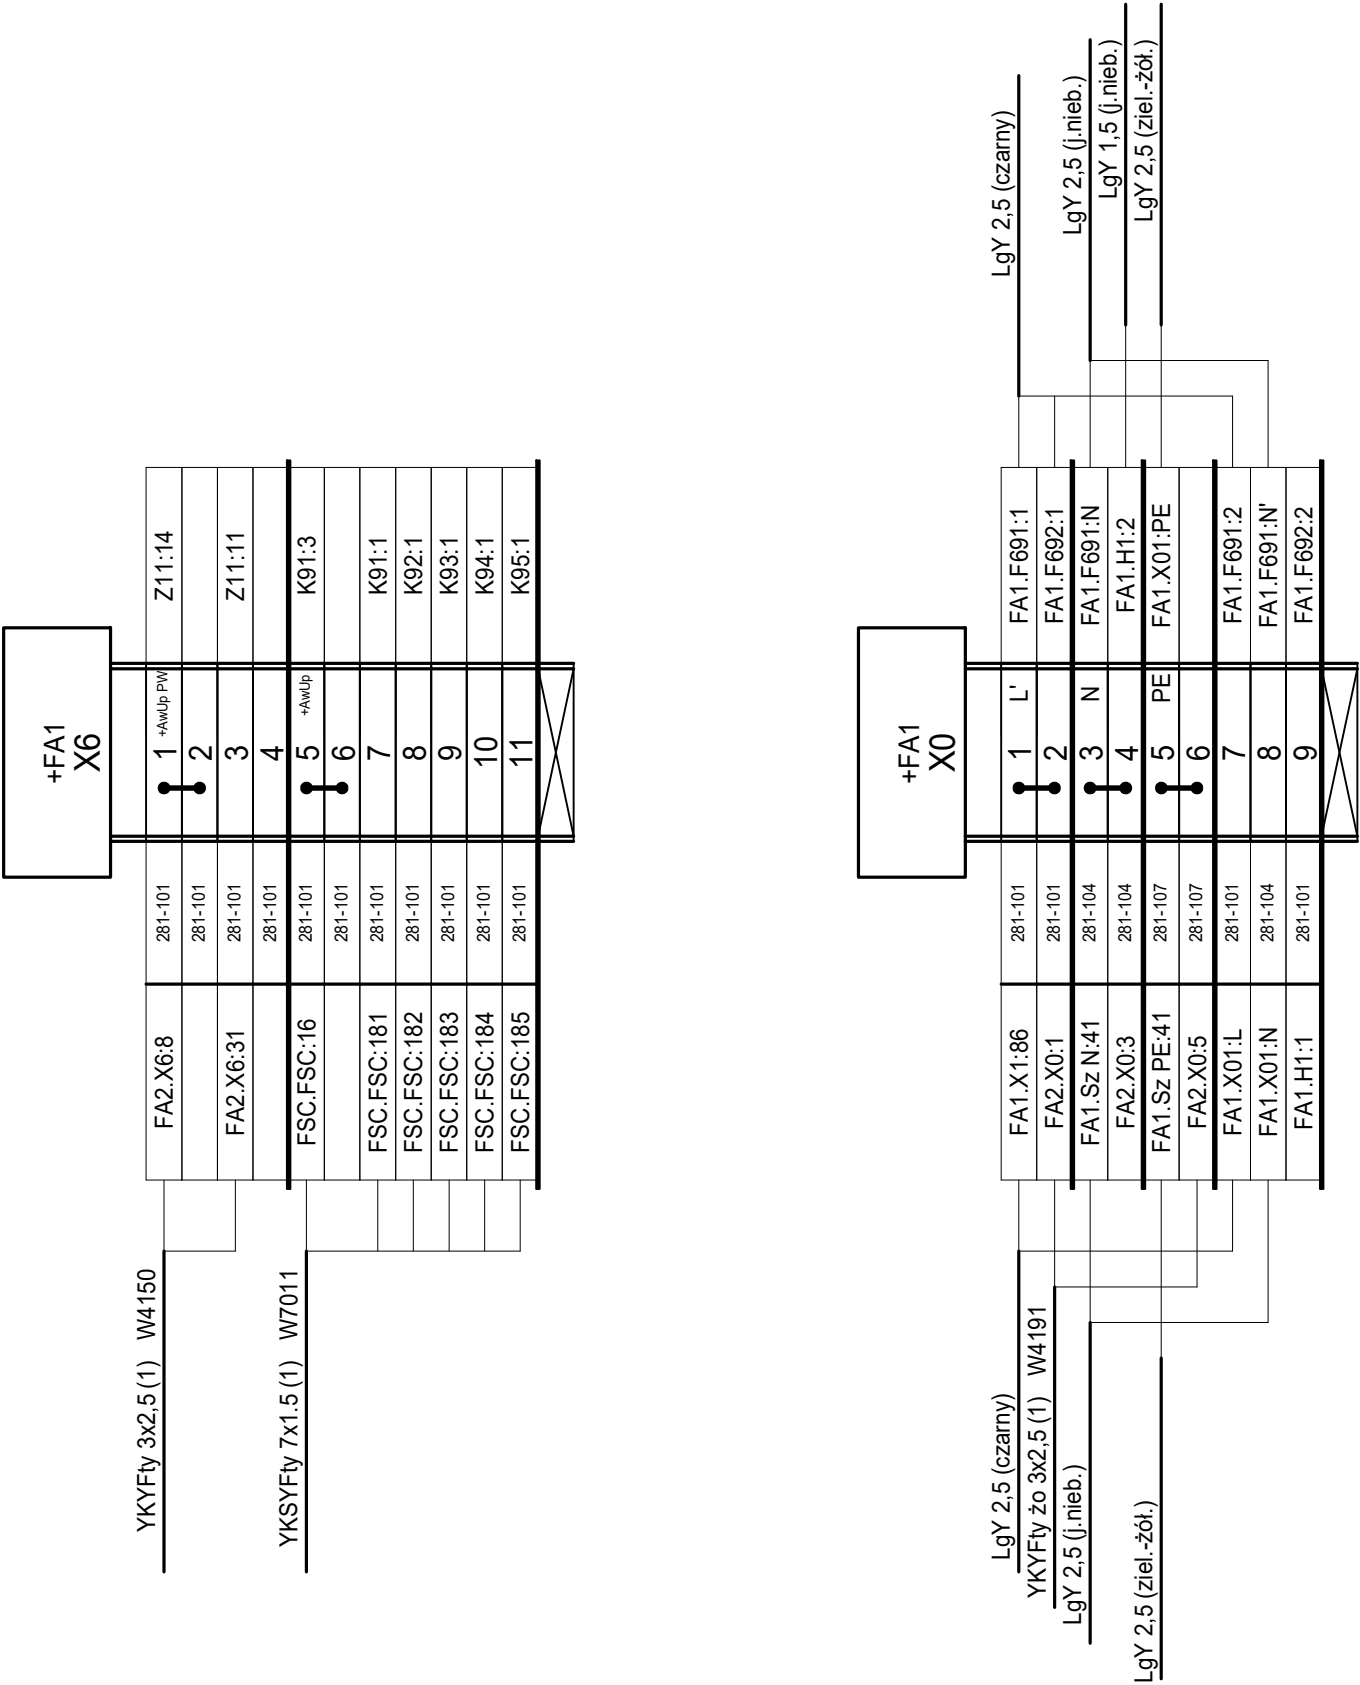 +FA1
X6
Z11:14
1 +AwUp PW
281-101
FA2.X6:8
2
281-101
Z11:11
3
281-101
FA2.X6:31
4
281-101
K91:3
5 +AwUp
281-101
FSC.FSC:16
6
281-101
K91:1
7
281-101
FSC.FSC:181
K92:1
8
281-101
FSC.FSC:182
K93:1
9
281-101
FSC.FSC:183
K94:1
10
281-101
FSC.FSC:184
K95:1
11
281-101
FSC.FSC:185
YKYFty 3x2,5 (1) W4150
YKSYFty 7x1.5 (1) W7011
LgY 2,5 (czarny)
LgY 2,5 (j.nieb.)
LgY 1,5 (j.nieb.)
LgY 2,5 (ziel.-żół.)
+FA1
X0
FA1.F691:1
1 L'
281-101
FA1.X1:86
FA1.F692:1
2
281-101
FA2.X0:1
FA1.F691:N
3 N
281-104
FA1.Sz N:41
FA1.H1:2
4
281-104
FA2.X0:3
FA1.X01:PE
5 PE
281-107
FA1.Sz PE:41
6
281-107
FA2.X0:5
FA1.F691:2
7
281-101
FA1.X01:L
FA1.F691:N'
8
281-104
FA1.X01:N
FA1.F692:2
9
281-101
FA1.H1:1
LgY 2,5 (czarny)
YKYFty żo 3x2,5 (1) W4191
LgY 2,5 (j.nieb.)
LgY 2,5 (ziel.-żół.)